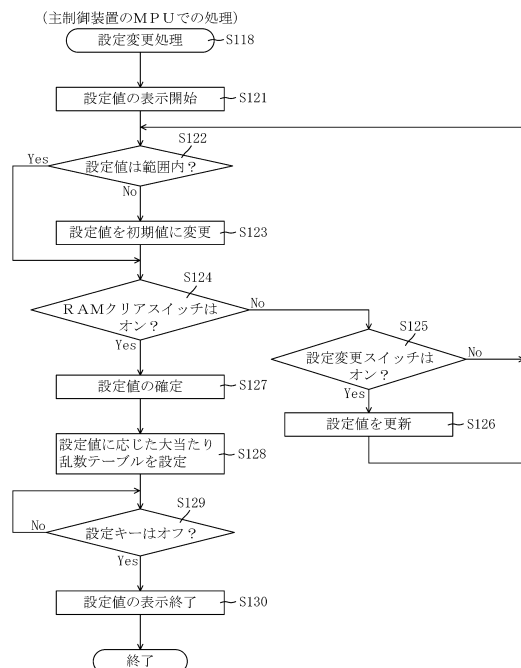 (主制御装置のMPUでの処理)
設定変更処理 S118
設定値の表示開始 S121
S122
Yes
設定値は範囲内？
No
設定値を初期値に変更 S123
S124
RAMクリアスイッチは
オン？
No
Yes
S125
設定変更スイッチは
オン？
No
Yes
設定値を更新 S126
設定値の確定 S127
設定値に応じた大当たり
乱数テーブルを設定 S128
S129
No
設定キーはオフ？
Yes
設定値の表示終了 S130
終了